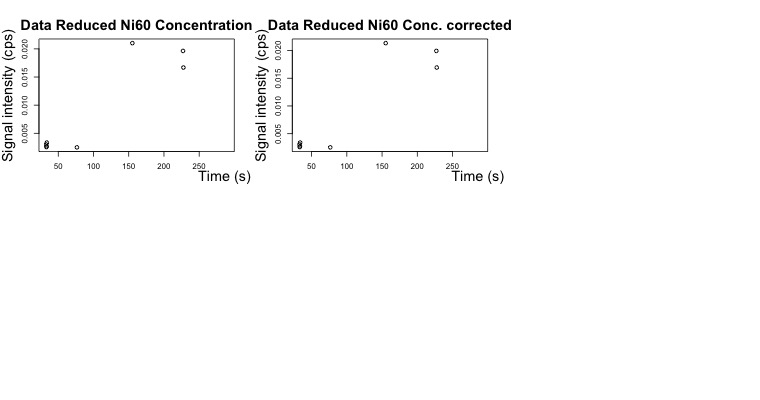 Data Reduced Ni60 Concentration
Signal intensity (cps)
0.020
0.015
0.010
0.005
50 100 150 200 250
Time (s)
Data Reduced Ni60 Conc. corrected
Signal intensity (cps)
0.020
0.015
0.010
0.005
50 100 150 200 250
Time (s)